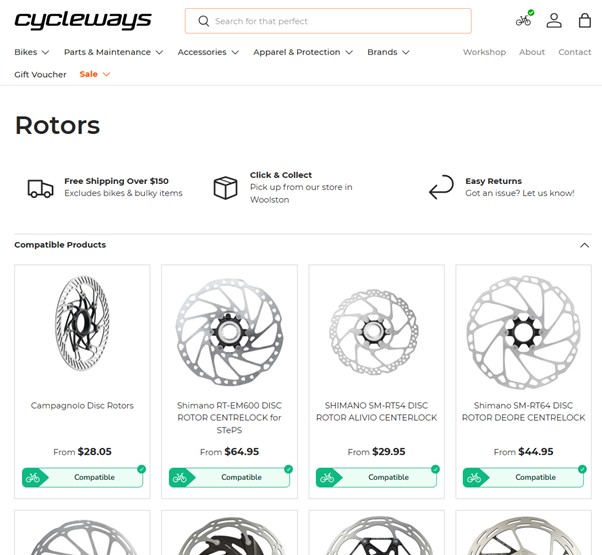 cycleways
Search for that perfect
Bikes Parts & Maintenance Accessories Apparel & Protection Brands Workshop About Contact
Gift Voucher Sale
Rotors
Free Shipping Over $150
Excludes bikes & bulky items
Click & Collect
Pick up from our store in
Woolston
Easy Returns
Got an issue? Let us know!
Compatible Products
Campagnolo Disc Rotors
From $28.05
Compatible
Shimano RT-EM600 DISC
ROTOR CENTRELOCK for
STePS
From $64.95
Compatible
SHIMANO SM-RT54 DISC
ROTOR ALIVIO CENTERLOCK
From $29.95
Compatible
Shimano SM-RT64 DISC
ROTOR DEORE CENTRELOCK
From $44.95
Compatible